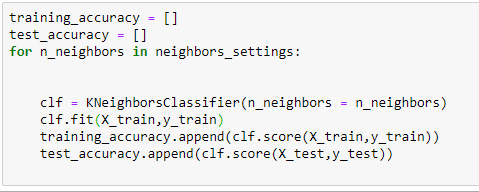 training_accuracy = []
test_accuracy = []
for n_neighbors in neighbors_settings:
    clf = KNeighborsClassifier(n_neighbors = n_neighbors)
    clf.fit(X_train,y_train)
    training_accuracy.append(clf.score(X_train,y_train))
    test_accuracy.append(clf.score(X_test,y_test))